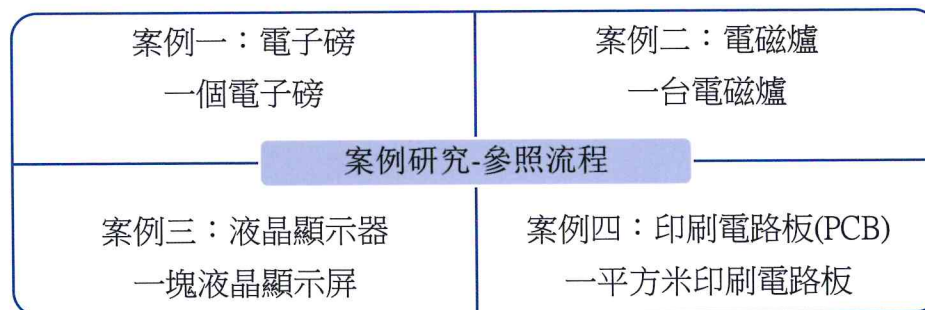 案例一：電子磅
一個電子磅
案例二：電磁爐
一台電磁爐
案例研究-參照流程
案例三：液晶顯示器
一塊液晶顯示屏
案例四：印刷電路板(PCB)
一平方米印刷電路板